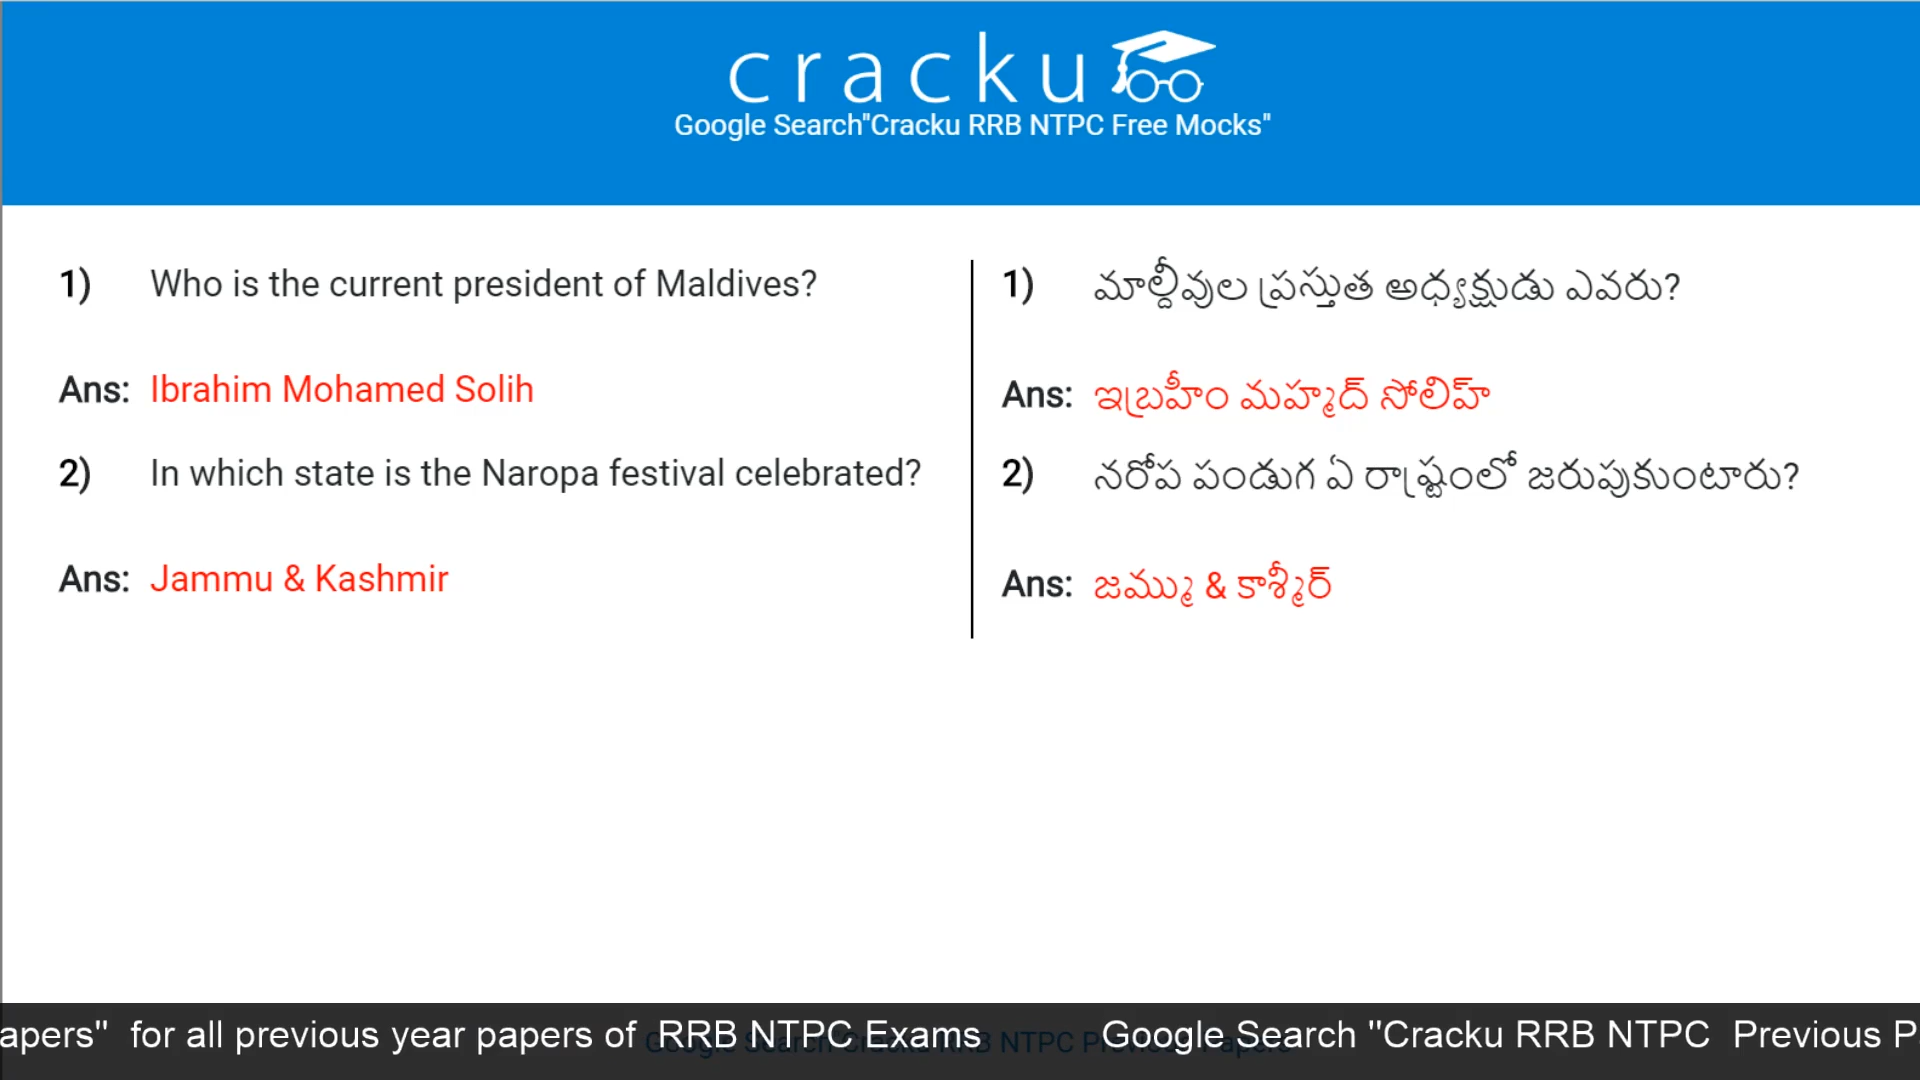 cracku
Google Search"Cracku RRB NTPC Free Mocks"
1) Who is the current president of Maldives?
Ans: Ibrahim Mohamed Solih
2) In which state is the Naropa festival celebrated?
Ans: Jammu & Kashmir
1) మాల్దీవుల ప్రస్తుత అధ్యక్షుడు ఎవరు?
Ans: ఇబ్రహీం మహ్మద్ సోలిహ్
2) నరోప పండుగ ఏ రాష్ట్రంలో జరుపుకుంటారు?
Ans: జమ్ము & కాశ్మీర్
apers" for all previous year papers of RRB NTPC Exams Google Search "Cracku RRB NTPC Previous P